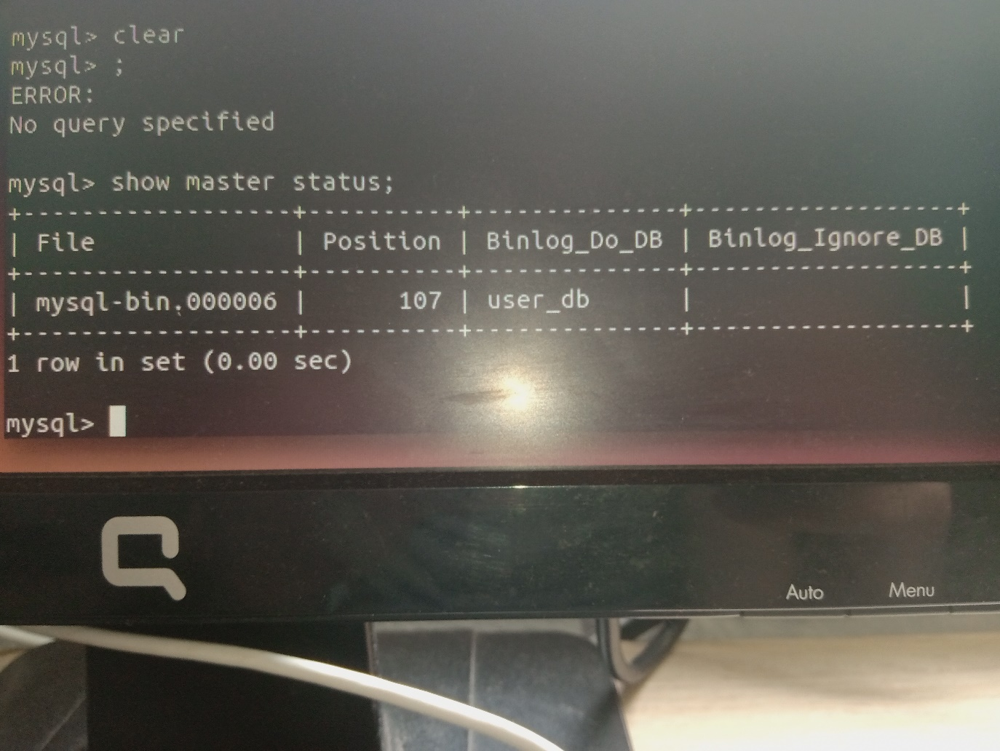 mysql> clear
mysql> ;
ERROR:
No query specified
mysql> show master status;
+------------------+----------+--------------+------------------+
| File             | Position | Binlog_Do_DB | Binlog_Ignore_DB |
+------------------+----------+--------------+------------------+
| mysql-bin.000006 |      107 | user_db      |                  |
+------------------+----------+--------------+------------------+
1 row in set (0.00 sec)
mysql>
Auto Menu